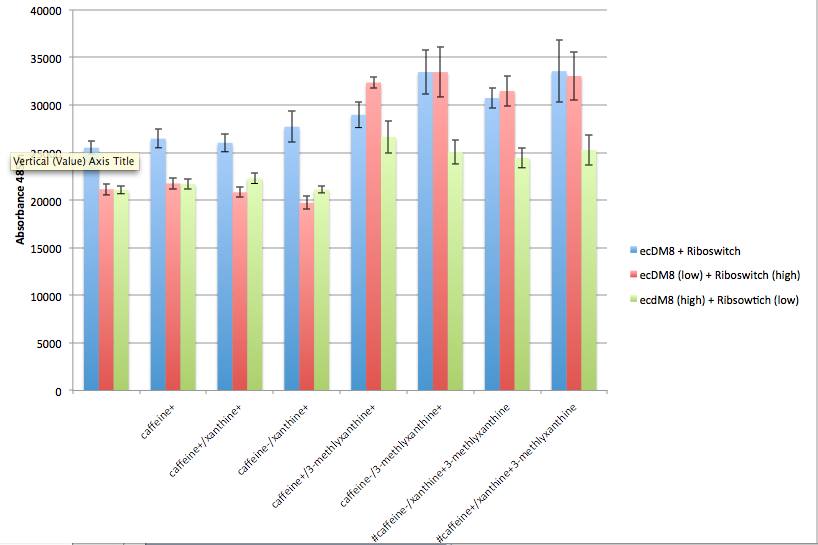 40000
35000
30000
25000
Vertical (Value) Axis Title
20000
15000
10000
5000
0
Absorbance 48
caffeine+
caffeine+/xanthine+
caffeine-/xanthine+
caffeine+/3-methlyxanthine+
caffeine-/3-methlyxanthine+
#caffeine-/xanthine+3-methlyxanthine
#caffeine+/xanthine+3-methlyxanthine
ecDM8 + Riboswitch
ecDM8 (low) + Riboswitch (high)
ecdM8 (high) + Ribsowtich (low)